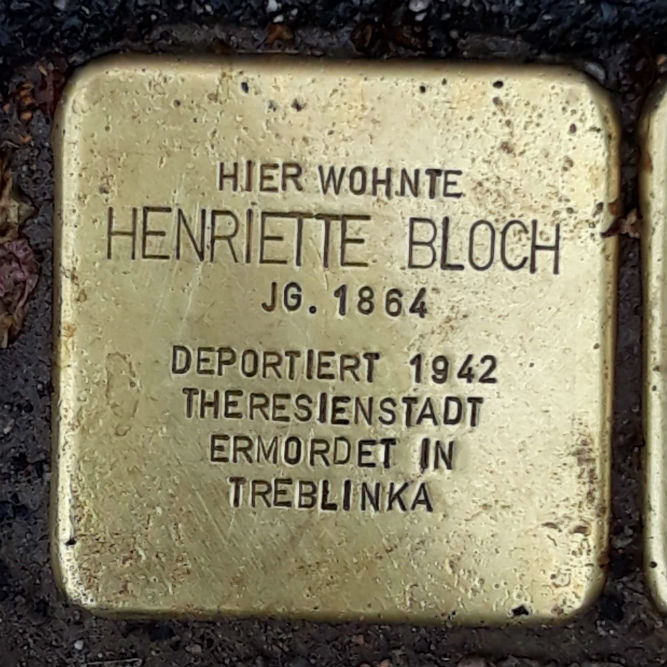 HIER WOHNTE
HENRIETTE BLOCH
JG. 1864
DEPORTIERT 1942
THERESIENSTADT
ERMORDET IN
TREBLINKA